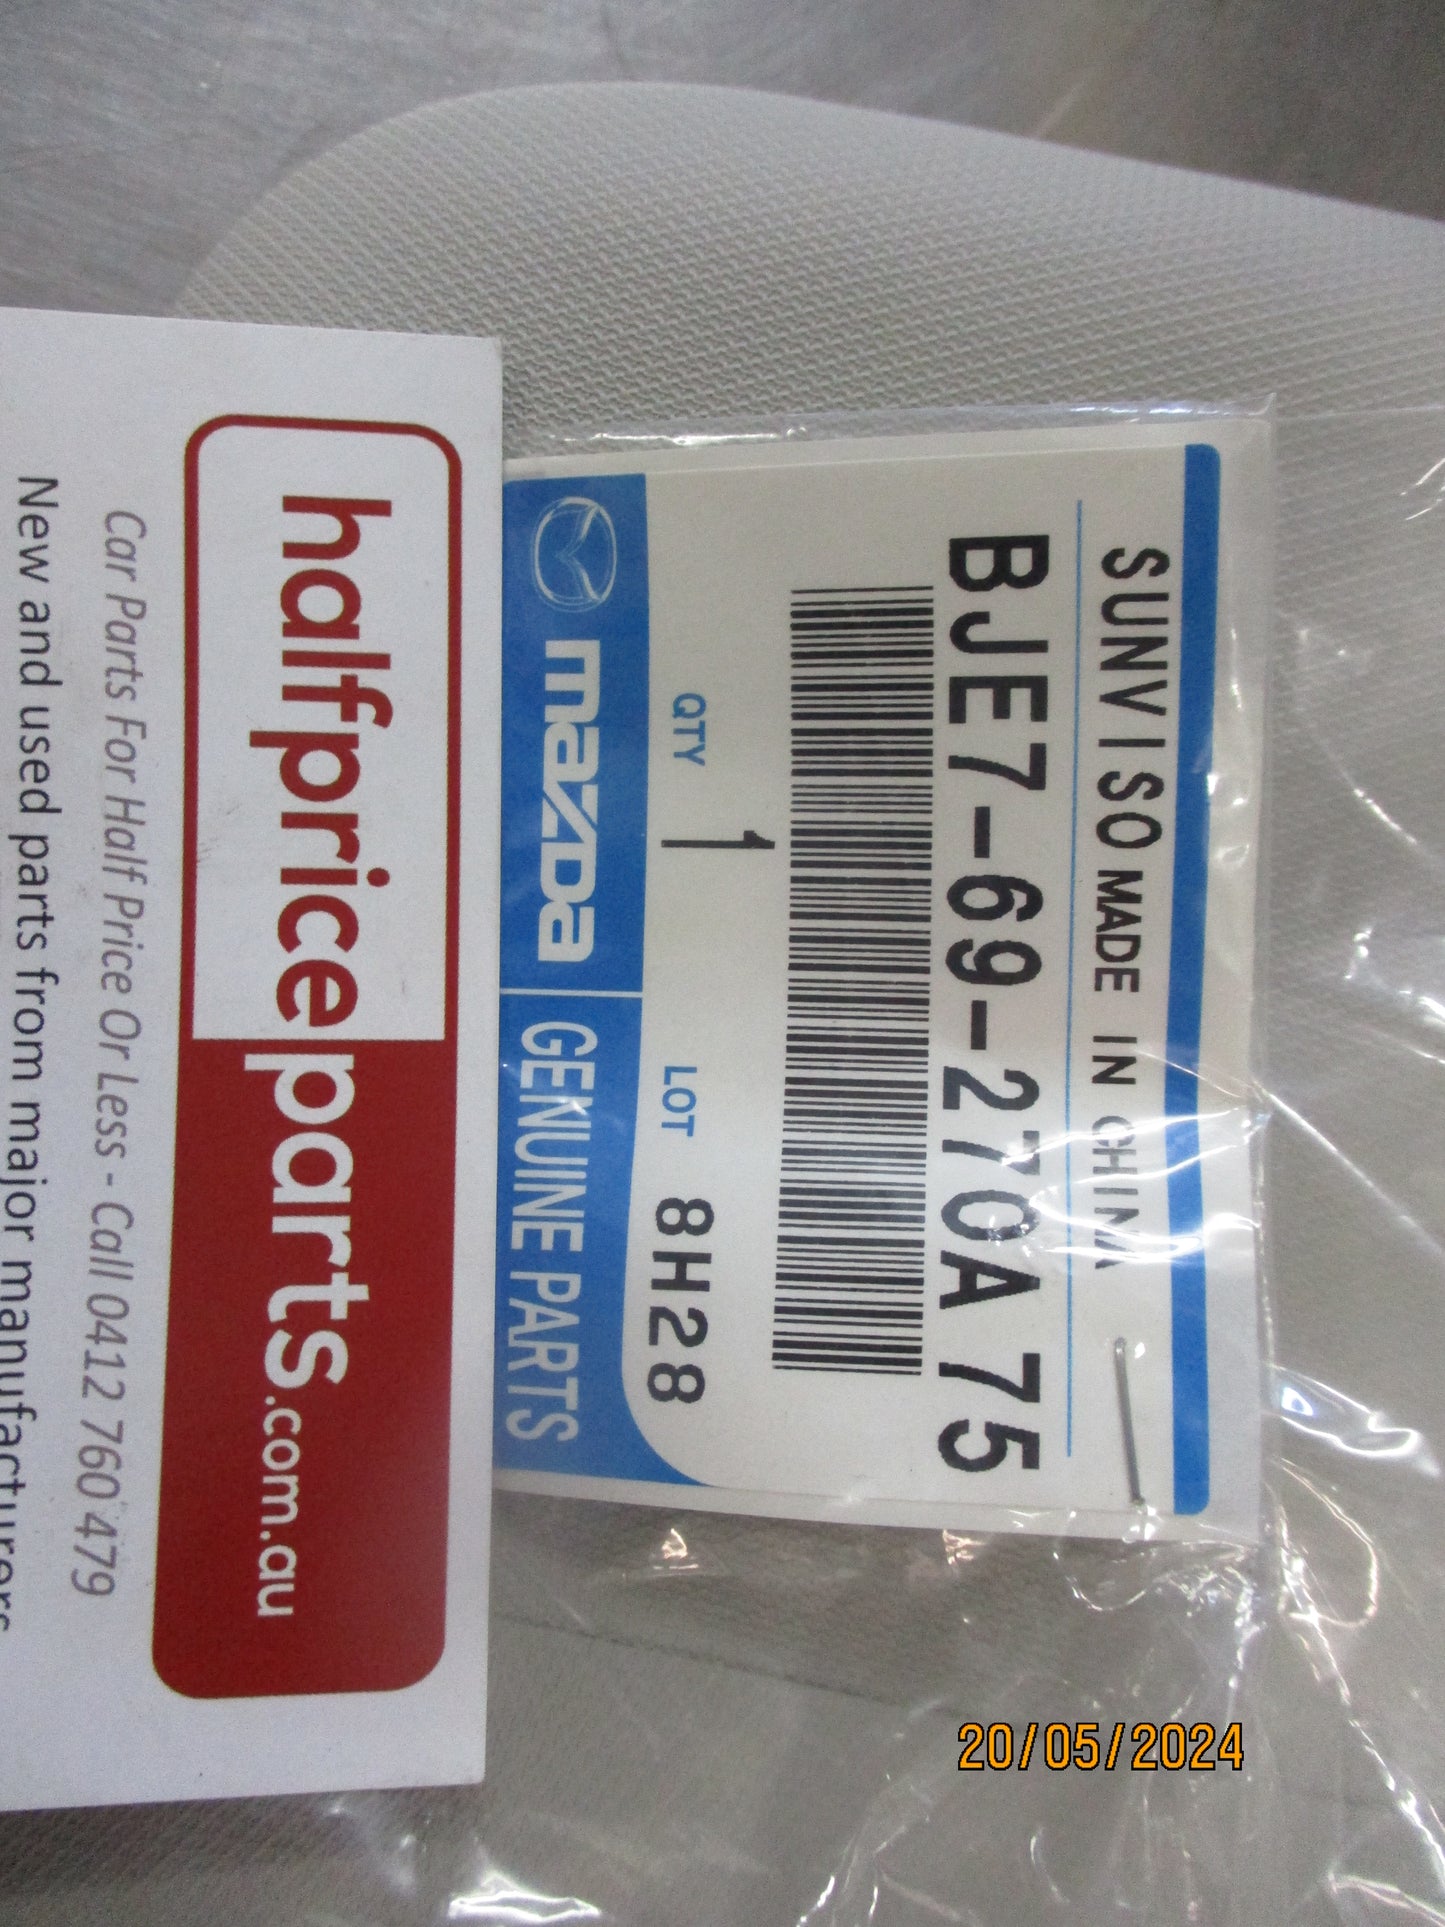 SUNVISO MADE IN CHINA
BJE7-69-270A 75
QTY 1 LOT 8H28
mazda GENUINE PARTS
halfpriceparts.com.au
Car Parts For Half Price Or Less - Call 0412 760 479
New and used parts from major manufacturers
20/05/2024